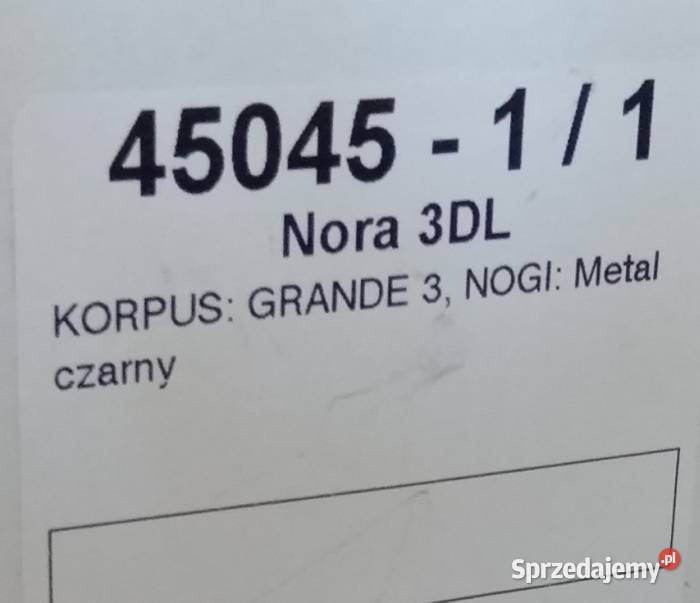 45045 - 1 / 1
Nora 3DL
KORPUS: GRANDE 3, NOGI: Metal
czarny
Sprzedajemy.pl